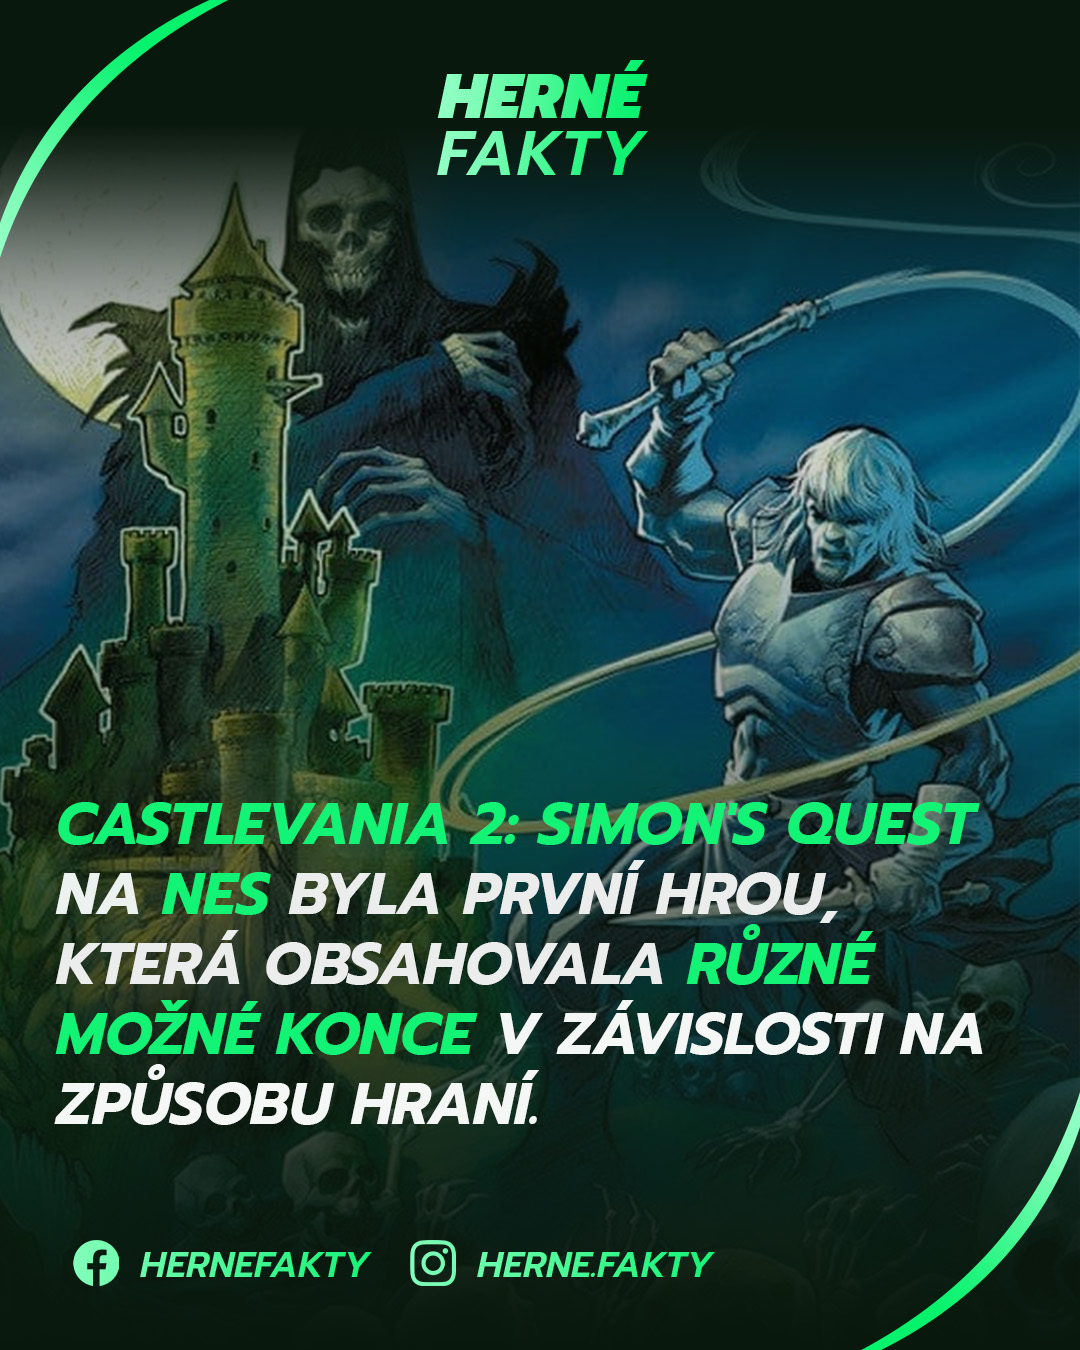 HERNÉ
FAKTY
CASTLEVANIA 2: SIMON'S QUEST
NA NES BYLA PRVNÍ HROU,
KTERÁ OBSAHOVALA RŮZNÉ
MOŽNÉ KONCE V ZÁVISLOSTI NA
ZPŮSOBU HRANÍ.
HERNEFAKTY HERNE.FAKTY